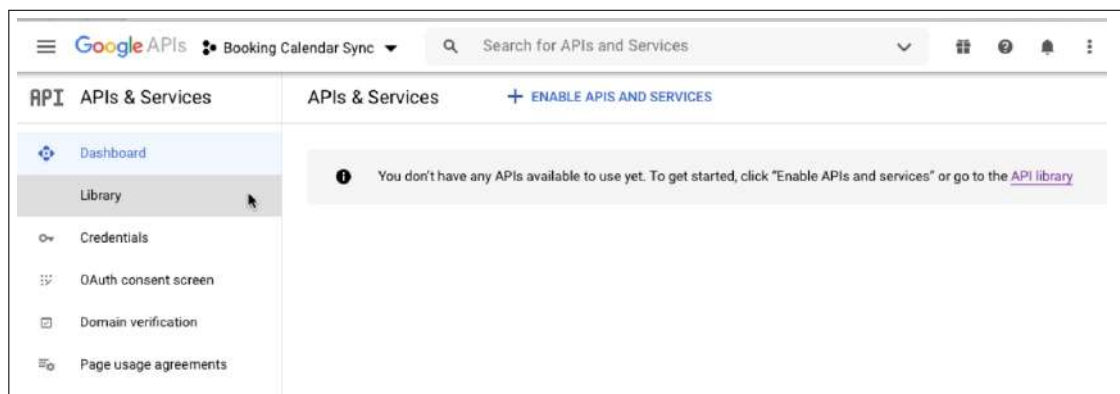 Google APIs Booking Calendar Sync Search for APIs and Services
API APIs & Services
APIs & Services + ENABLE APIS AND SERVICES
Dashboard
You don't have any APIs available to use yet. To get started, click "Enable APIs and services" or go to the API library
Library
Credentials
OAuth consent screen
Domain verification
Page usage agreements